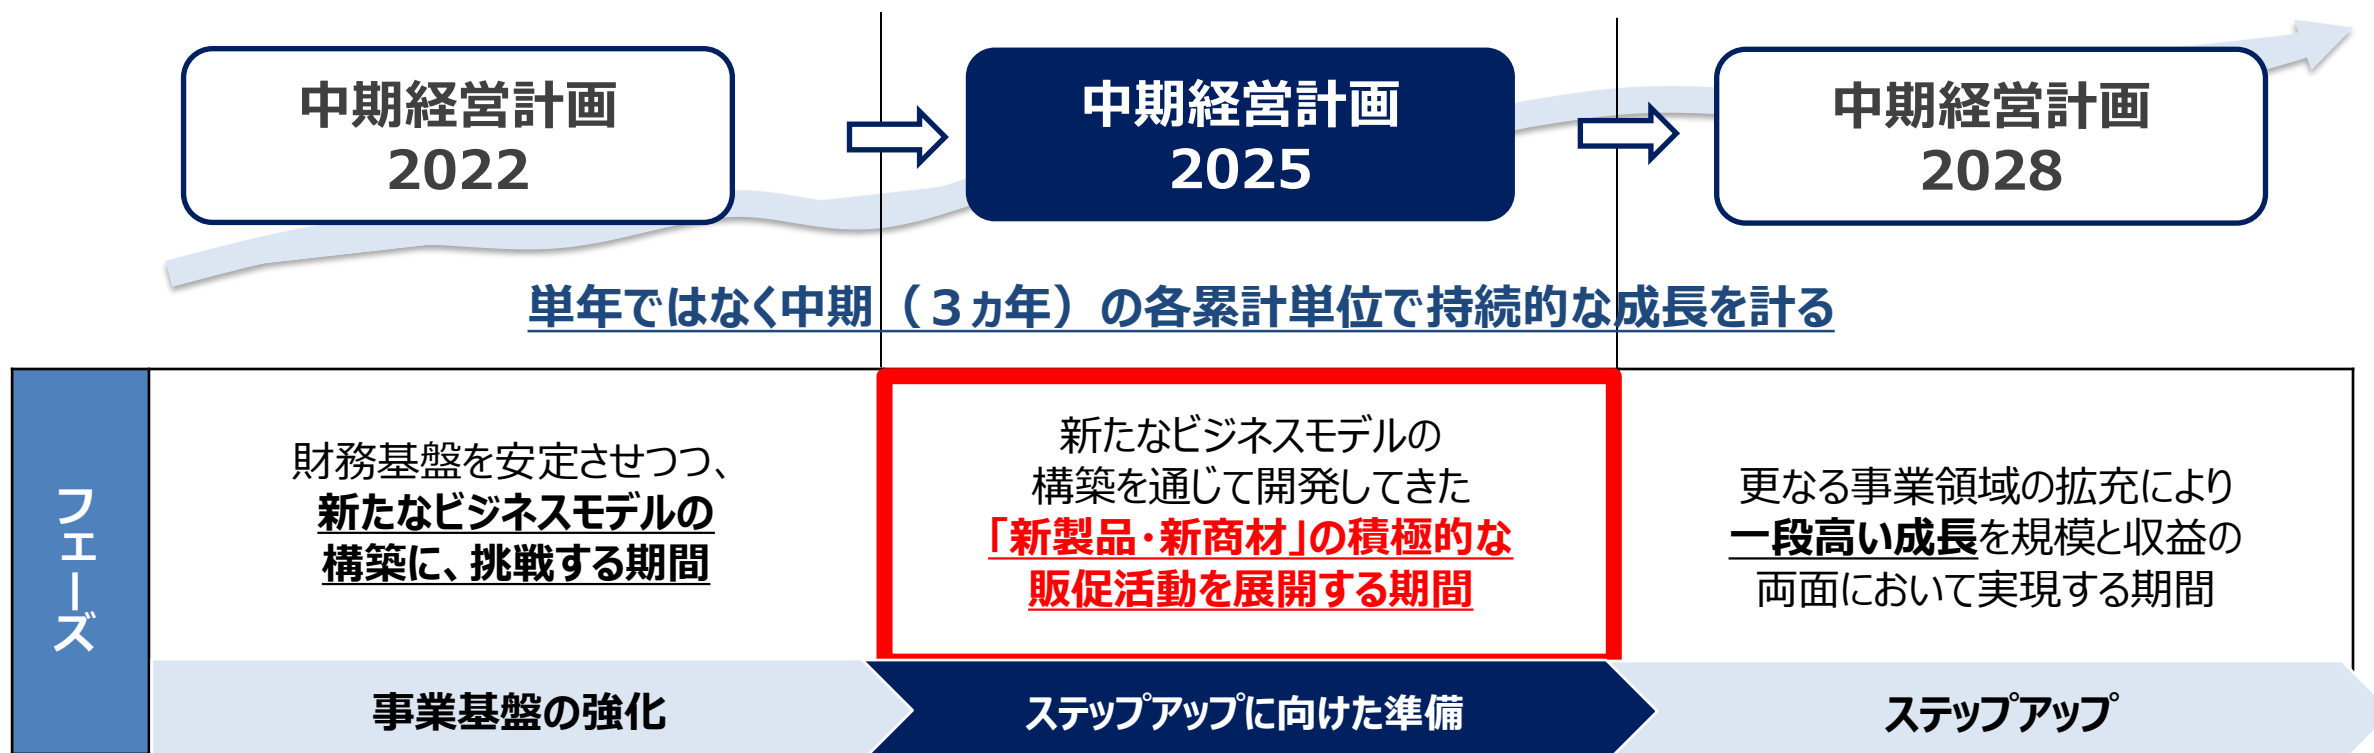 中期経営計画
2022
中期経営計画
2025
中期経営計画
2028
単年ではなく中期（３ヵ年）の各累計単位で持続的な成長を計る
フェーズ
財務基盤を安定させつつ、
新たなビジネスモデルの
構築に、挑戦する期間
新たなビジネスモデルの
構築を通じて開発してきた
「新製品・新商材」の積極的な
販促活動を展開する期間
更なる事業領域の拡充により
一段高い成長を規模と収益の
両面において実現する期間
事業基盤の強化
ステップアップに向けた準備
ステップアップ